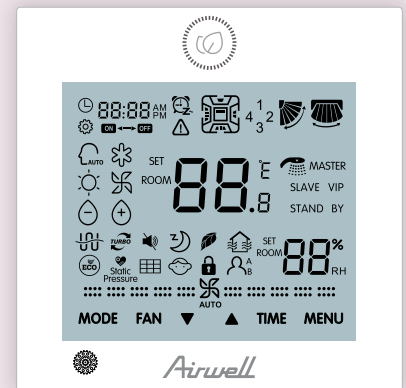 88:88 AM PM
4 1 2 3
ON OFF
Z
AUTO
SET
ROOM
88.8
°C °F
MASTER
SLAVE VIP
STAND BY
TURBO
Z
SET
ROOM
88%
RH
ECO
Static
Pressure
A
B
AUTO
MODE FAN ▼ ▲ TIME MENU
Airwell